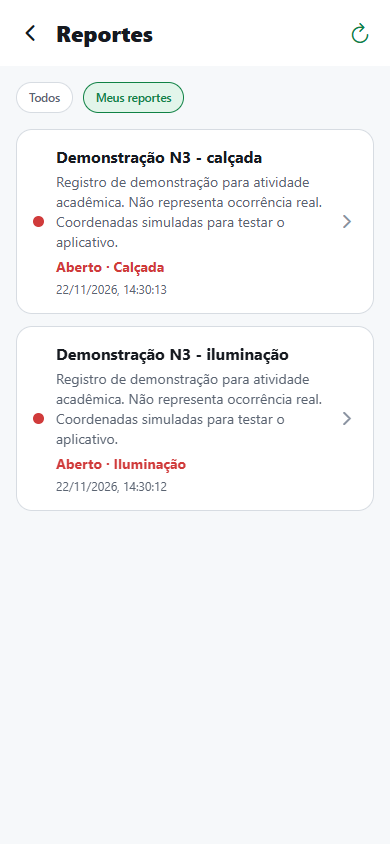 Reportes
Todos
Meus reportes
Demonstração N3 - calçada
Registro de demonstração para atividade
acadêmica. Não representa ocorrência real.
Coordenadas simuladas para testar o
aplicativo.
Aberto · Calçada
22/11/2026, 14:30:13
Demonstração N3 - iluminação
Registro de demonstração para atividade
acadêmica. Não representa ocorrência real.
Coordenadas simuladas para testar o
aplicativo.
Aberto · Iluminação
22/11/2026, 14:30:12